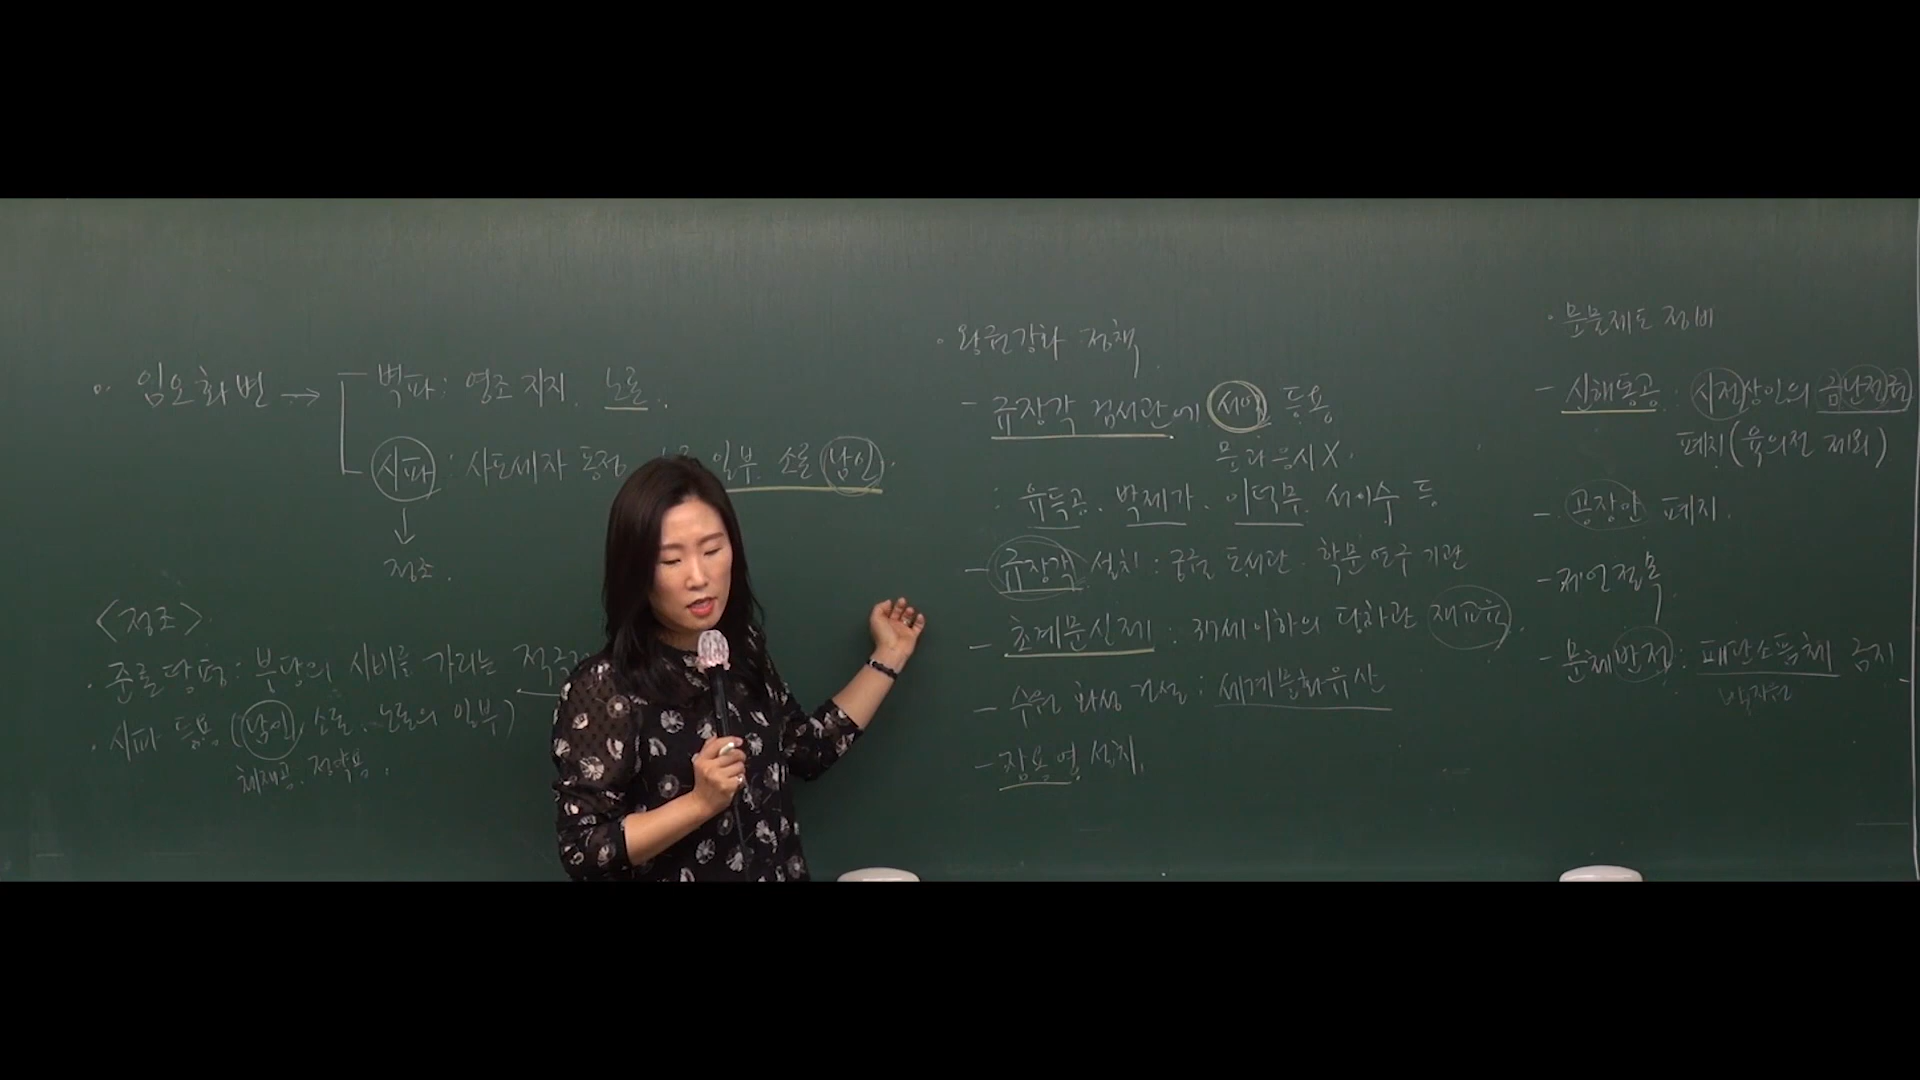 임오화변 → 벽파 : 영조 지지. 노론.
시파 : 사도세자 동정 일부 소론 남인.
↓
정조.
<정조>
· 준론탕평 : 붕당의 시비를 가리는
· 시파 등용 (남인, 소론, 노론의 일부)
채제공. 정약용.
· 왕권강화 정책
- 규장각 검서관에 서얼 등용
문과 응시 X.
: 유득공. 박제가. 이덕무. 서이수 등
- 규장각 설치 : 궁궐 도서관. 학문 연구 기관
- 초계문신제 : 37세이하의 당하관 재교육.
- 수원 화성 건설 : 세계문화유산
- 장용영 설치.
· 문물제도 정비
- 신해통공 : 시전상인의 금난전권
폐지 (육의전 제외)
- 공장안 폐지.
- 제언절목
- 문체반정 : 패관소품체 금지
박지원